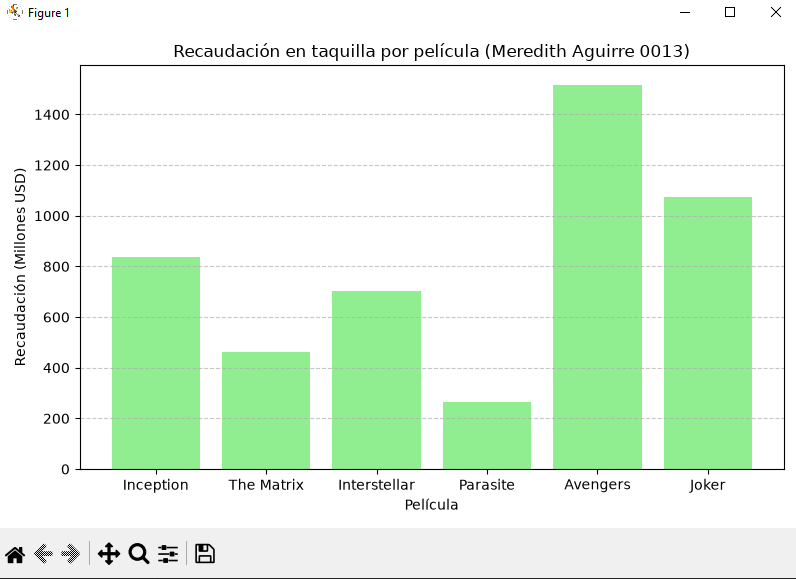 Figure 1
Recaudación en taquilla por película (Meredith Aguirre 0013)
Recaudación (Millones USD)
1400
1200
1000
800
600
400
200
0
Inception The Matrix Interstellar Parasite Avengers Joker
Película